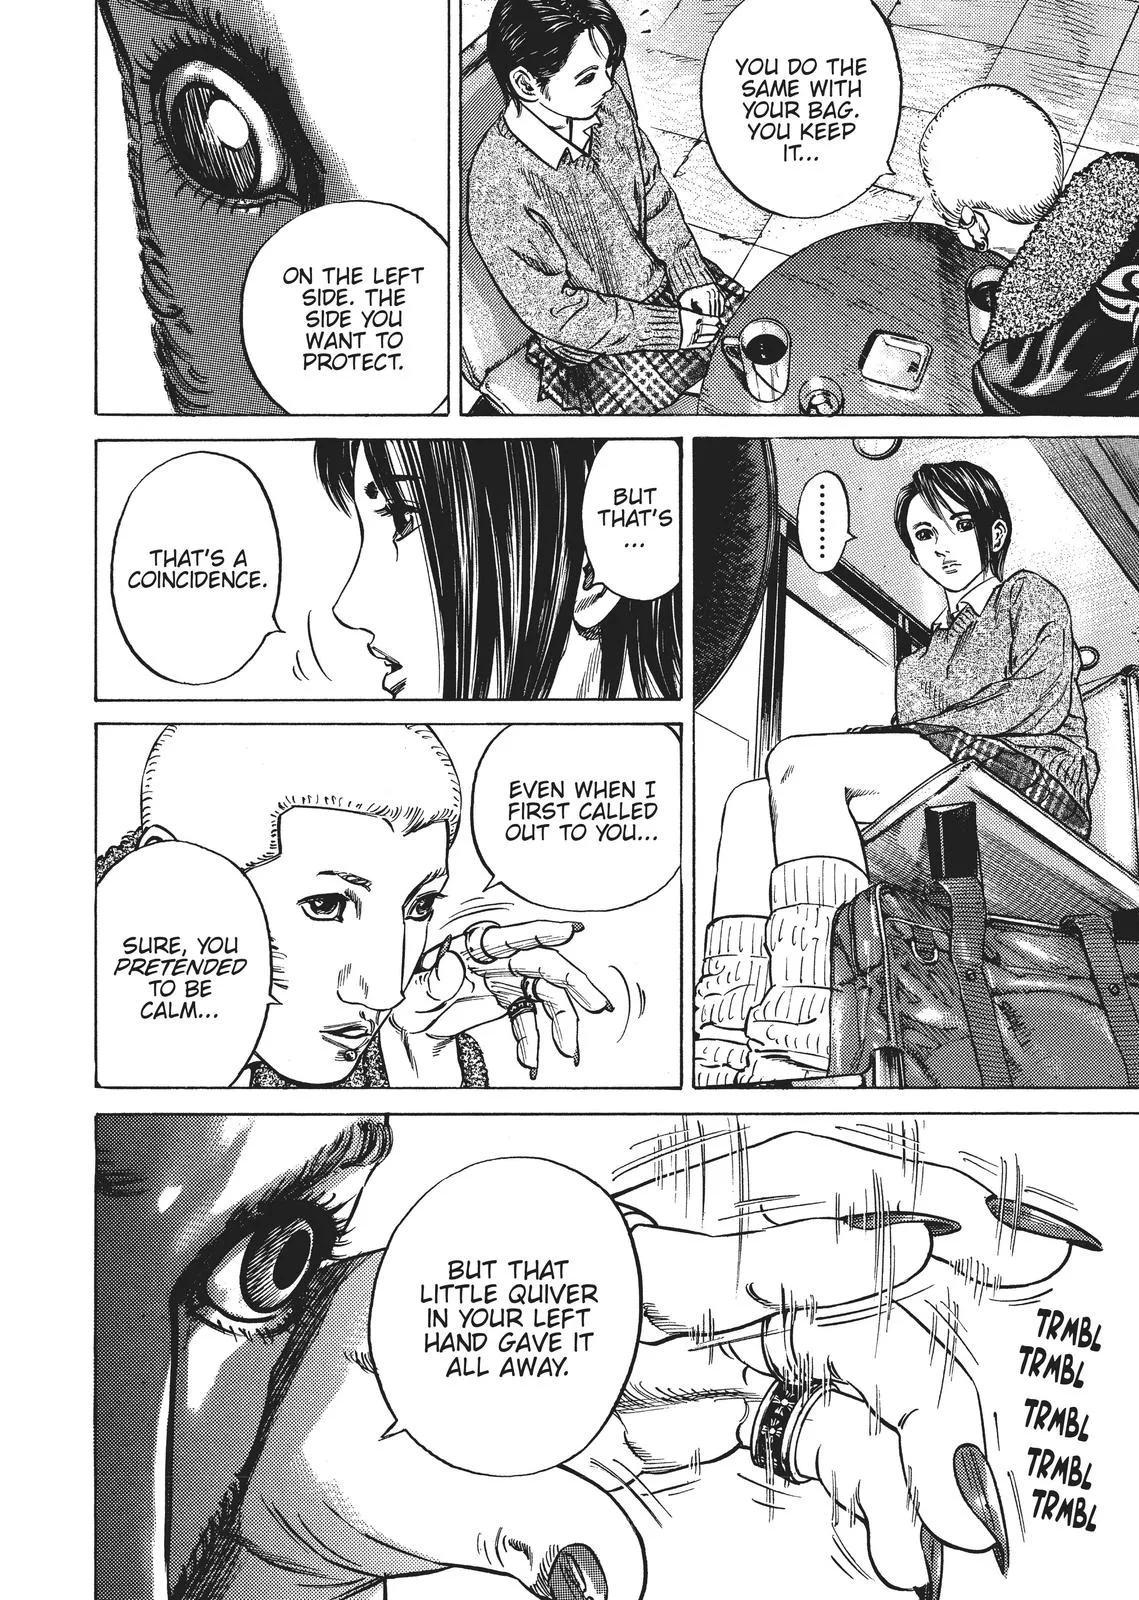 YOU DO THE
SAME WITH
YOUR BAG.
YOU KEEP
IT...
ON THE LEFT
SIDE. THE
SIDE YOU
WANT TO
PROTECT.
........
BUT
THAT'S
...
THAT'S A
COINCIDENCE.
EVEN WHEN I
FIRST CALLED
OUT TO YOU...
SURE, YOU
PRETENDED
TO BE
CALM...
BUT THAT
LITTLE QUIVER
IN YOUR LEFT
HAND GAVE IT
ALL AWAY.
TRMBL
TRMBL
TRMBL
TRMBL
TRMBL